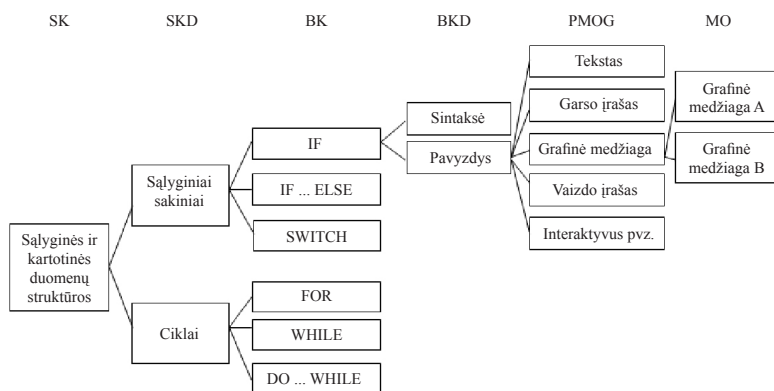 SK
SKD
BK
BKD
PMOG
MO
Sąlyginės ir
kartotinės
duomenų
struktūros
Sąlyginiai
sakiniai
Ciklai
IF
IF ... ELSE
SWITCH
FOR
WHILE
DO ... WHILE
Sintaksė
Pavyzdys
Tekstas
Garso įrašas
Grafinė medžiaga
Vaizdo įrašas
Interaktyvus pvz.
Grafinė
medžiaga A
Grafinė
medžiaga B